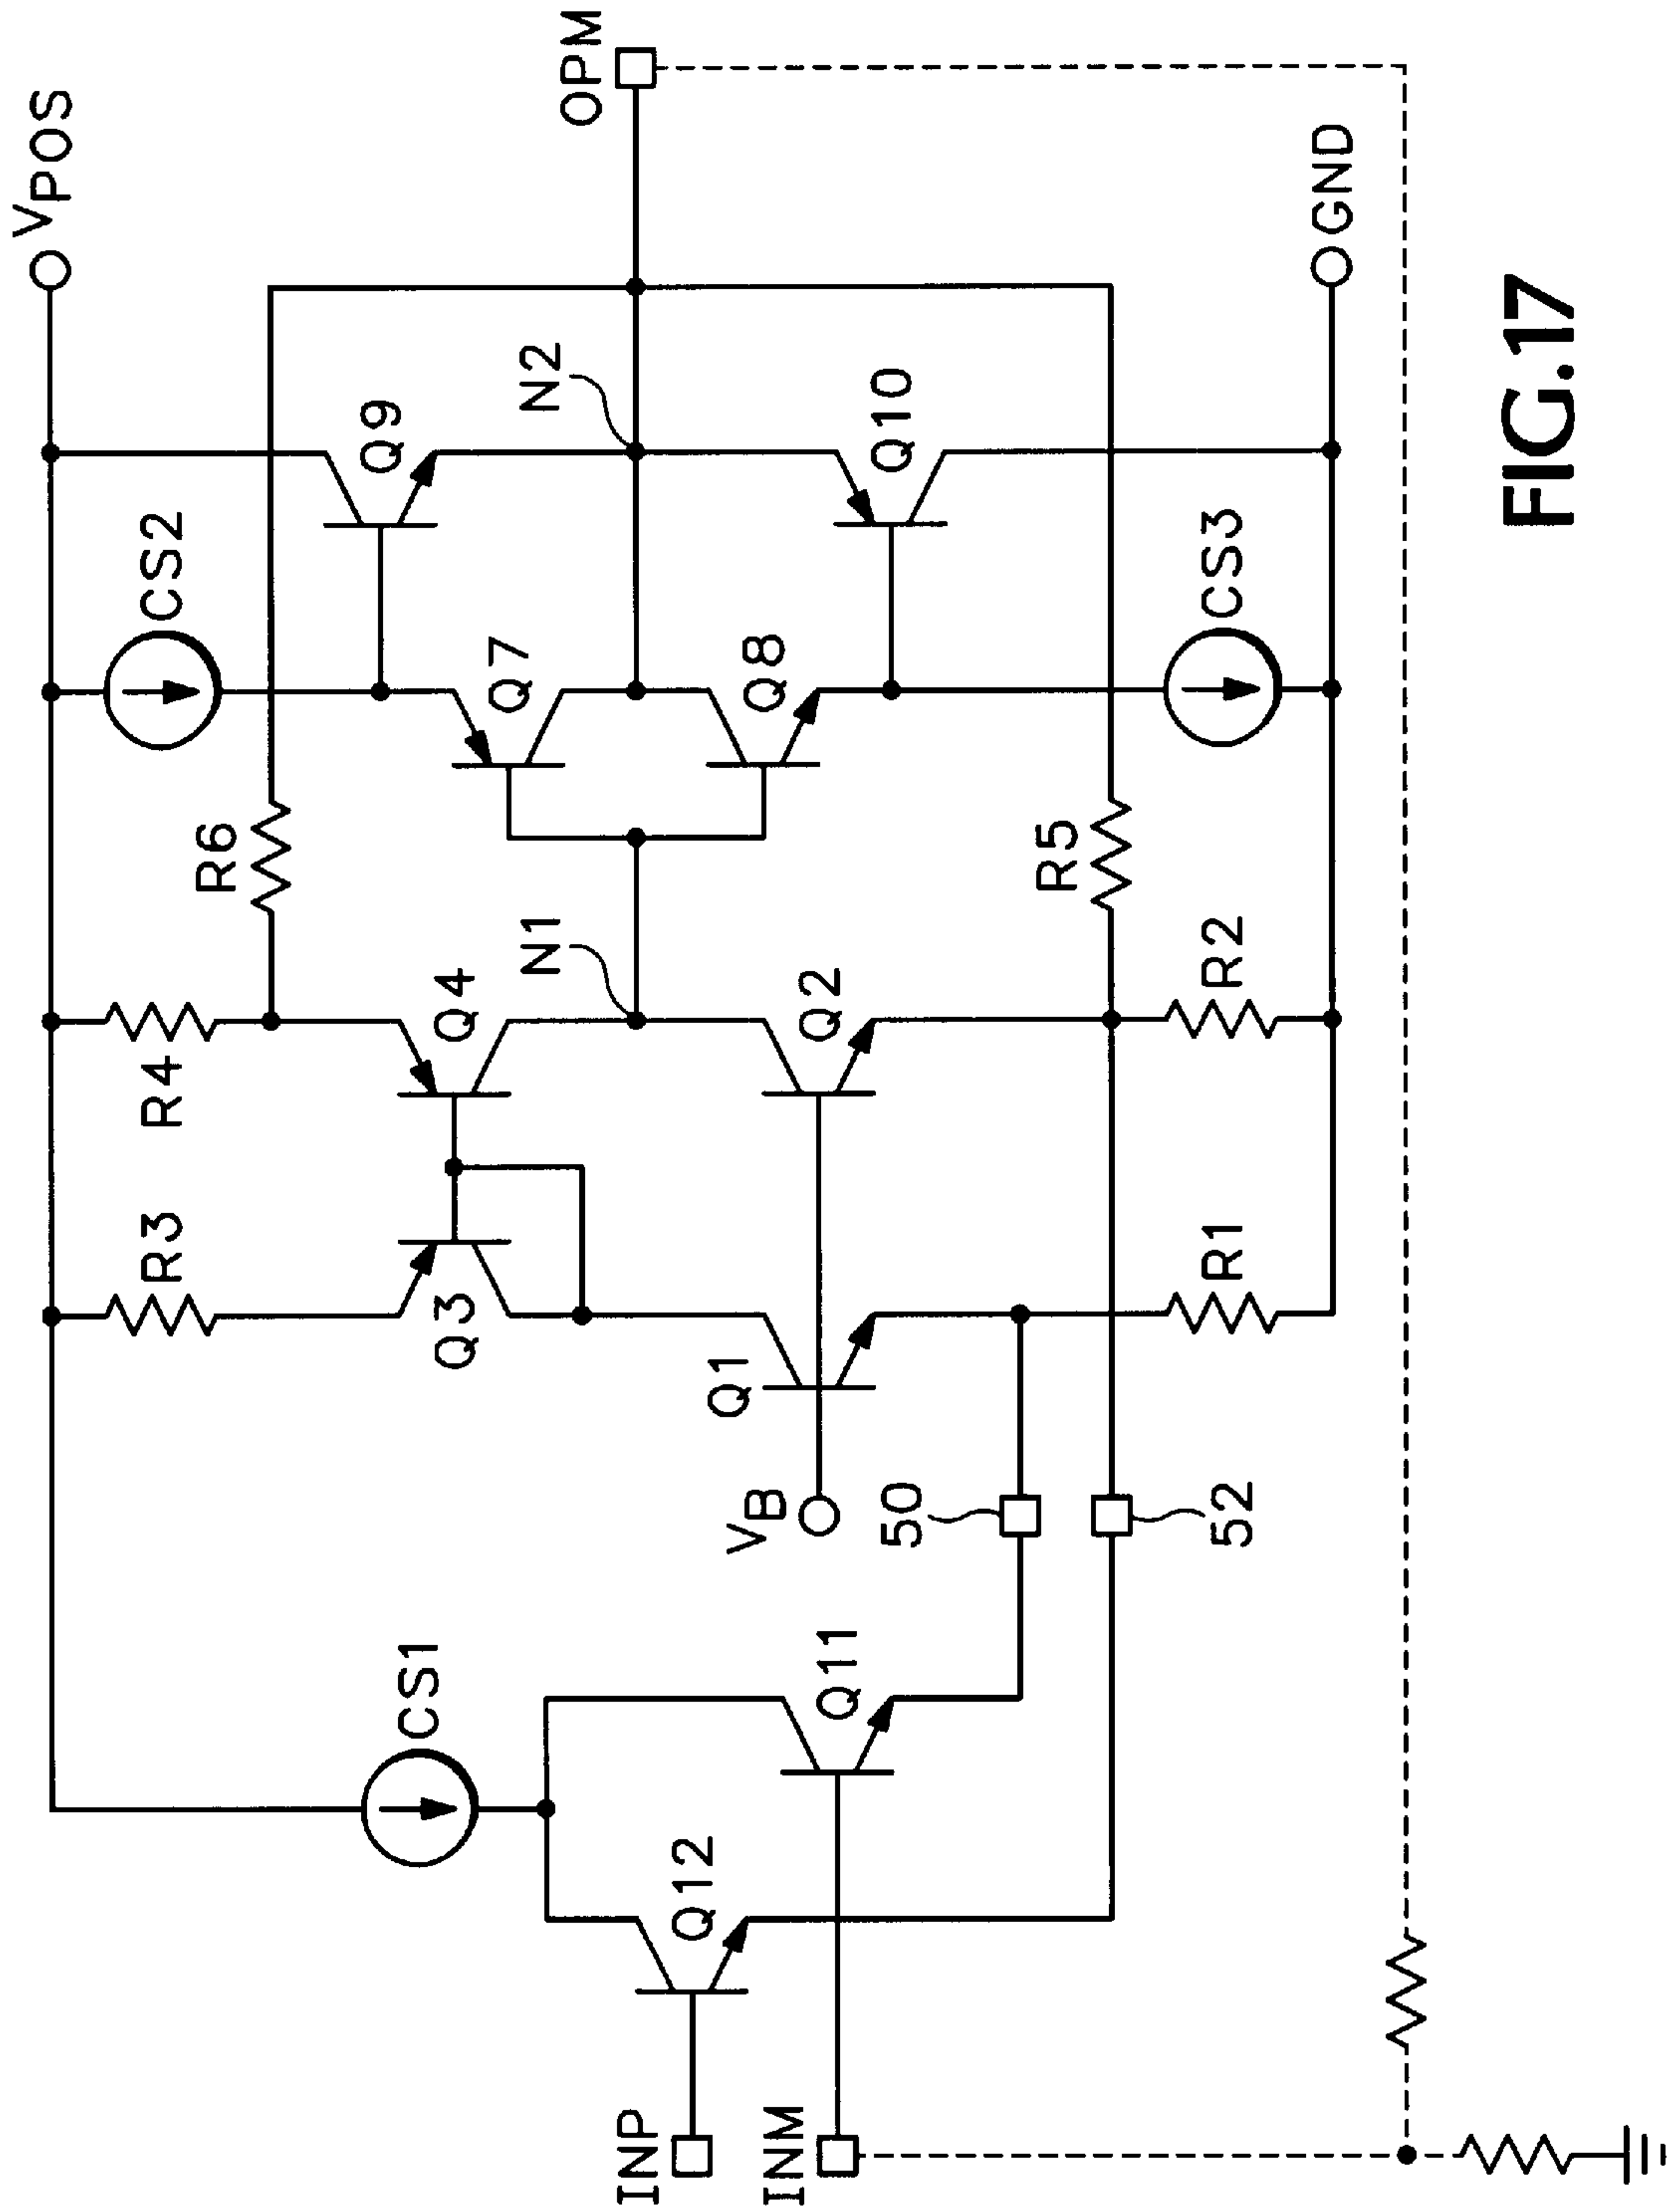 VPOS
CS2
R6
R4
R3
Q9
Q7
Q4
Q3
CS1
N2
N1
OPM
Q8
Q2
Q1
Q10
Q11
Q12
VB
50
52
R5
R2
R1
CS3
GND
INP
INM
FIG.17